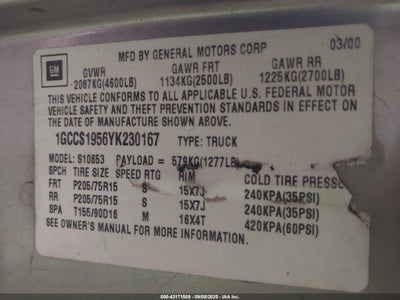 MFD BY GENERAL MOTORS CORP 03/00
GM
GVWR GAWR FRT GAWR RR
2087KG(4600LB) 1134KG(2500LB) 1225KG(2700LB)
THIS VEHICLE CONFORMS TO ALL APPLICABLE U.S. FEDERAL MOTOR
VEHICLE SAFETY AND THEFT PREVENTION STANDARDS IN EFFECT ON
THE DATE OF MANUFACTURE SHOWN ABOVE.
1GCCS1956YK230167 TYPE: TRUCK
MODEL: S10653 PAYLOAD = 579KG(1277LB)
SPCH TIRE SIZE SPEED RTG RIM COLD TIRE PRESSU
FRT P205/75R15 S 15X7J 240KPA(35PSI)
RR P205/75R15 S 15X7J 240KPA(35PSI)
SPA T155/90D16 M 16X4T 420KPA(60PSI)
SEE OWNER'S MANUAL FOR MORE INFORMATION.
000-43171505 - 09/09/2025 - IAA Inc.